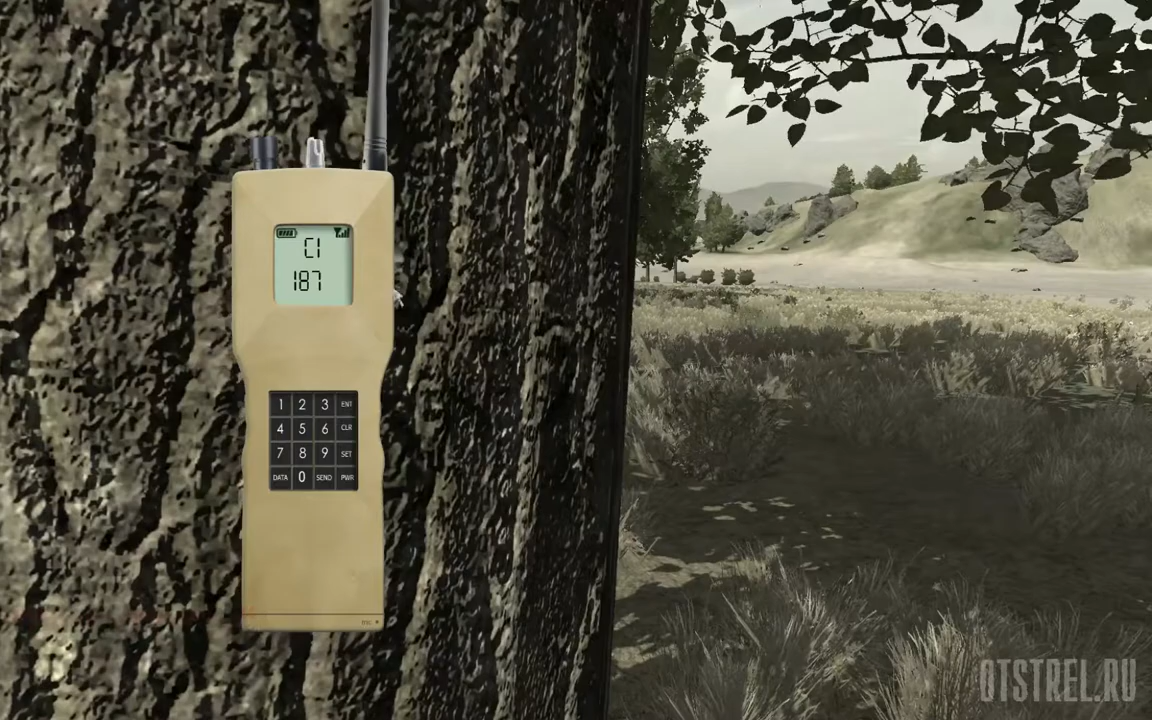 C1
187
1 2 3 ENT
4 5 6 CLR
7 8 9 SET
DATA 0 SEND PWR
OTSTREL.RU